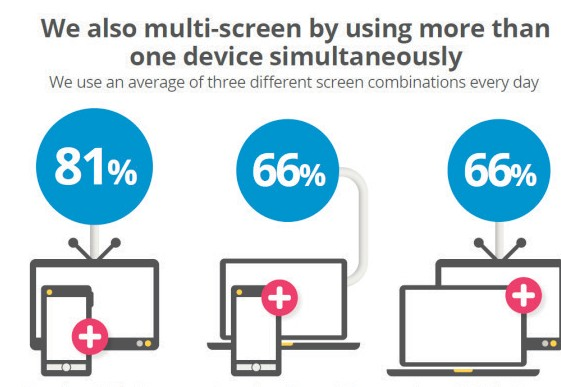 We also multi-screen by using more than
one device simultaneously
We use an average of three different screen combinations every day
81%
66%
66%